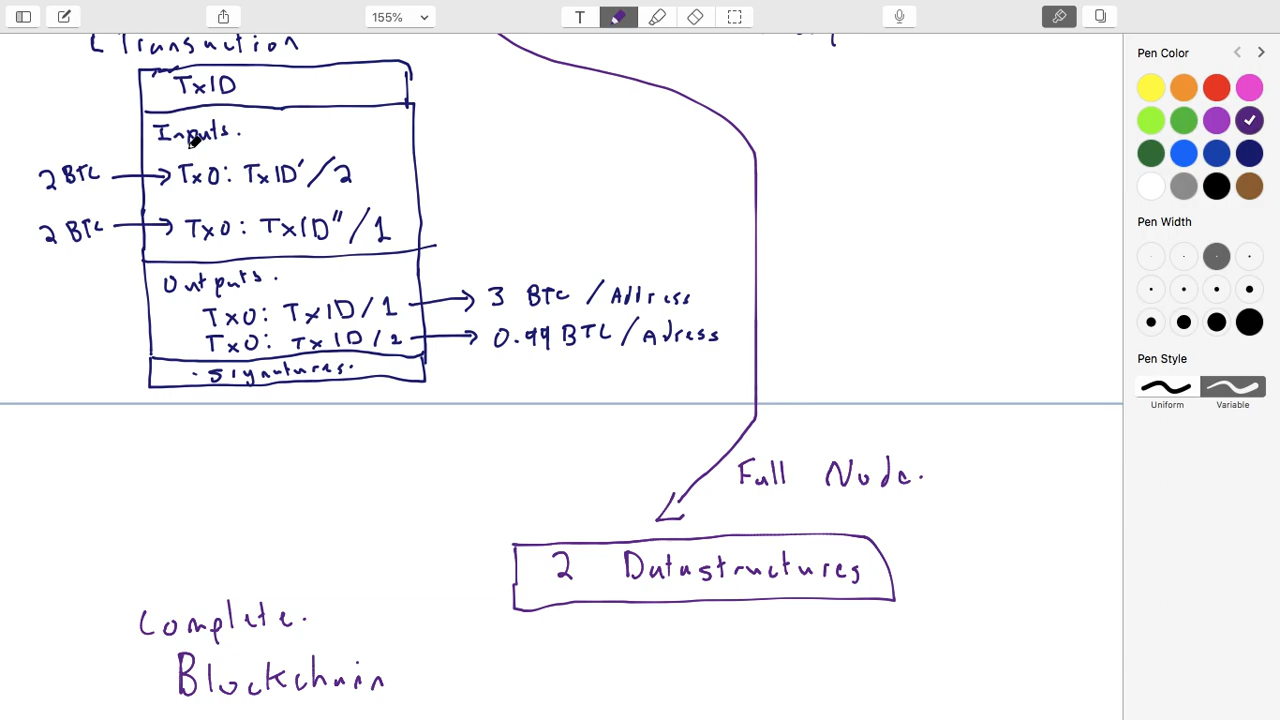 155%
T
Transaction
TxID
Inputs.
2 BTC → TxO: TxID'/2
2 BTC → TxO: TxID"/1
Outputs.
TxO: TxID/1 → 3 BTC / Address
TxO: TxID/2 → 0.99 BTC / Adress
Signatures.
Full Node.
2 Datastructures
Complete.
Blockchain
Pen Color
Pen Width
Pen Style
Uniform Variable